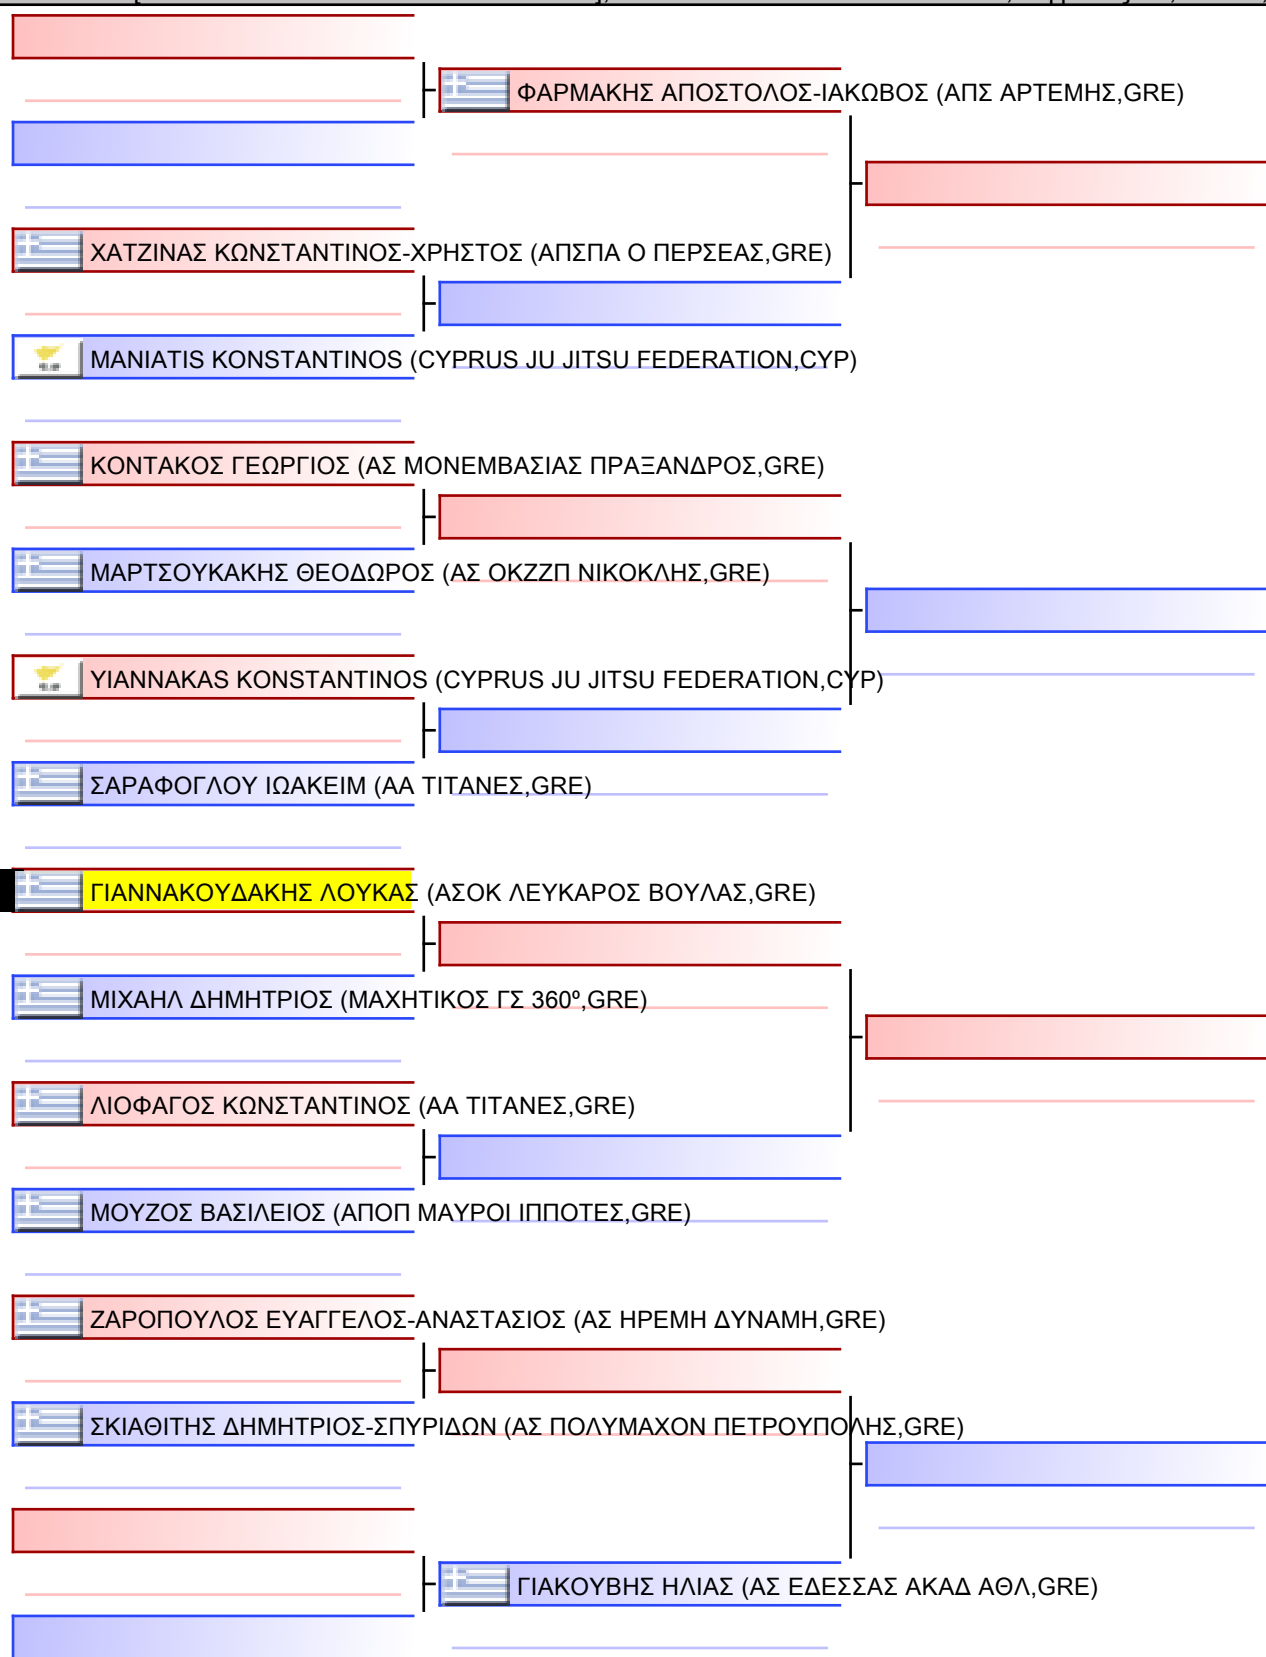 ΦΑΡΜΑΚΗΣ ΑΠΟΣΤΟΛΟΣ-ΙΑΚΩΒΟΣ (ΑΠΣ ΑΡΤΕΜΗΣ,GRE)
ΧΑΤΖΙΝΑΣ ΚΩΝΣΤΑΝΤΙΝΟΣ-ΧΡΗΣΤΟΣ (ΑΠΣΠΑ Ο ΠΕΡΣΕΑΣ,GRE)
MANIATIS KONSTANTINOS (CYPRUS JU JITSU FEDERATION,CYP)
ΚΟΝΤΑΚΟΣ ΓΕΩΡΓΙΟΣ (ΑΣ ΜΟΝΕΜΒΑΣΙΑΣ ΠΡΑΞΑΝΔΡΟΣ,GRE)
ΜΑΡΤΣΟΥΚΑΚΗΣ ΘΕΟΔΩΡΟΣ (ΑΣ ΟΚΖΖΠ ΝΙΚΟΚΛΗΣ,GRE)
YIANNAKAS KONSTANTINOS (CYPRUS JU JITSU FEDERATION,CYP)
ΣΑΡΑΦΟΓΛΟΥ ΙΩΑΚΕΙΜ (ΑΑ ΤΙΤΑΝΕΣ,GRE)
ΓΙΑΝΝΑΚΟΥΔΑΚΗΣ ΛΟΥΚΑΣ (ΑΣΟΚ ΛΕΥΚΑΡΟΣ ΒΟΥΛΑΣ,GRE)
ΜΙΧΑΗΛ ΔΗΜΗΤΡΙΟΣ (ΜΑΧΗΤΙΚΟΣ ΓΣ 360º,GRE)
ΛΙΟΦΑΓΟΣ ΚΩΝΣΤΑΝΤΙΝΟΣ (ΑΑ ΤΙΤΑΝΕΣ,GRE)
ΜΟΥΖΟΣ ΒΑΣΙΛΕΙΟΣ (ΑΠΟΠ ΜΑΥΡΟΙ ΙΠΠΟΤΕΣ,GRE)
ΖΑΡΟΠΟΥΛΟΣ ΕΥΑΓΓΕΛΟΣ-ΑΝΑΣΤΑΣΙΟΣ (ΑΣ ΗΡΕΜΗ ΔΥΝΑΜΗ,GRE)
ΣΚΙΑΘΙΤΗΣ ΔΗΜΗΤΡΙΟΣ-ΣΠΥΡΙΔΩΝ (ΑΣ ΠΟΛΥΜΑΧΟΝ ΠΕΤΡΟΥΠΟΛΗΣ,GRE)
ΓΙΑΚΟΥΒΗΣ ΗΛΙΑΣ (ΑΣ ΕΔΕΣΣΑΣ ΑΚΑΔ ΑΘΛ,GRE)